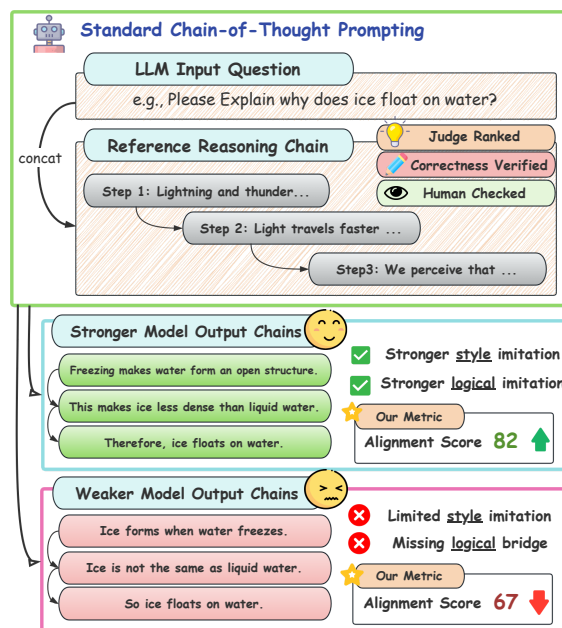 Standard Chain-of-Thought Prompting
LLM Input Question
e.g., Please Explain why does ice float on water?
concat
Reference Reasoning Chain
Judge Ranked
Correctness Verified
Human Checked
Step 1: Lightning and thunder...
Step 2: Light travels faster ...
Step3: We perceive that ...
Stronger Model Output Chains
Freezing makes water form an open structure.
This makes ice less dense than liquid water.
Therefore, ice floats on water.
Stronger style imitation
Stronger logical imitation
Our Metric
Alignment Score 82
Weaker Model Output Chains
Ice forms when water freezes.
Ice is not the same as liquid water.
So ice floats on water.
Limited style imitation
Missing logical bridge
Our Metric
Alignment Score 67